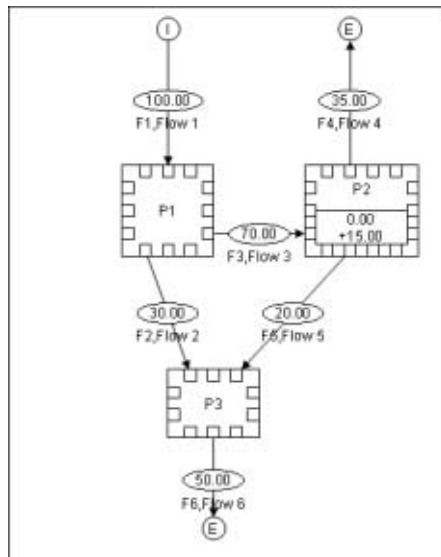 I
E
100.00
F1,Flow 1
35.00
F4,Flow 4
P1
P2
0.00
+15.00
70.00
F3,Flow 3
30.00
F2,Flow 2
20.00
F5,Flow 5
P3
50.00
F6,Flow 6
E